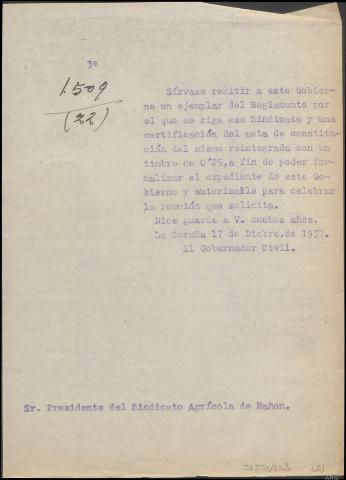 3º
1509
(22)
Sírvase remitir a este Gobier-
no un ejemplar del Reglamento por
el que se rige ese Sindicato y una
certificación del acta de constitu-
ción del mismo reintegrada con un
timbre de 0'25, a fin de poder for-
malizar el expediente de este Go-
bierno y autorizarle para celebrar
la reunión que solicita.
Dios guarde a V. muchos años.
La Coruña 17 de Dicbre. de 1937.
El Gobernador Civil.
Sr. Presidente del Sindicato Agrícola de Mañon.